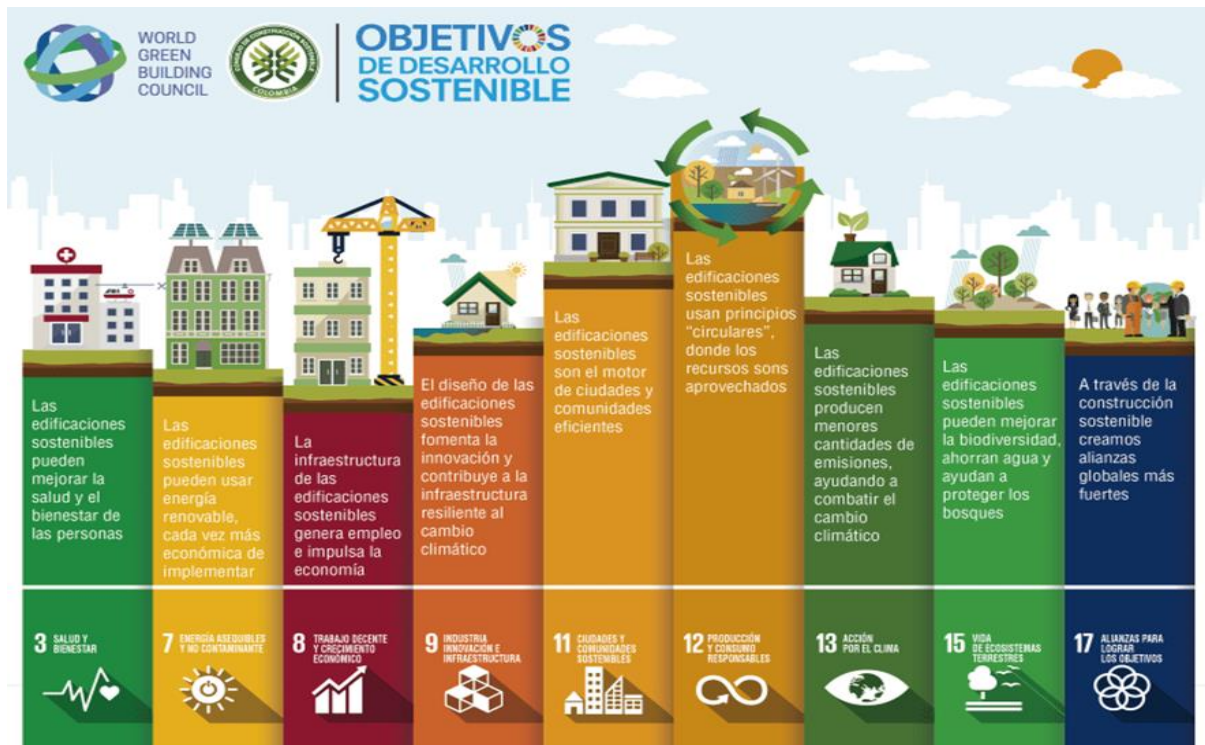 WORLD
GREEN
BUILDING
COUNCIL
CONSEJO DE CONSTRUCCIÓN SOSTENIBLE
COLOMBIA
OBJETIVOS
DE DESARROLLO
SOSTENIBLE
Las
edificaciones
sostenibles
pueden
mejorar la
salud y el
bienestar de
las personas
Las
edificaciones
sostenibles
pueden usar
energía
renovable,
cada vez más
económica de
implementar
La
infraestructura
de las
edificaciones
sostenibles
genera empleo
e impulsa la
economía
El diseño de las
edificaciones
sostenibles
fomenta la
innovación y
contribuye a la
infraestructura
resiliente al
cambio
climático
Las
edificaciones
sostenibles
son el motor
de ciudades y
comunidades
eficientes
Las
edificaciones
sostenibles
usan principios
“circulares”,
donde los
recursos sons
aprovechados
Las
edificaciones
sostenibles
producen
menores
cantidades de
emisiones,
ayudando a
combatir el
cambio
climático
Las
edificaciones
sostenibles
pueden mejorar
la biodiversidad,
ahorran agua y
ayudan a
proteger los
bosques
A través de la
construcción
sostenible
creamos
alianzas
globales más
fuertes
3 SALUD Y
BIENESTAR
7 ENERGÍA ASEQUIBLES
Y NO CONTAMINANTE
8 TRABAJO DECENTE
Y CRECIMIENTO
ECONÓMICO
9 INDUSTRIA
INNOVACIÓN E
INFRAESTRUCTURA
11 CIUDADES Y
COMUNIDADES
SOSTENIBLES
12 PRODUCCIÓN
Y CONSUMO
RESPONSABLES
13 ACCIÓN
POR EL CLIMA
15 VIDA
DE ECOSISTEMAS
TERRESTRES
17 ALIANZAS PARA
LOGRAR
LOS OBJETIVOS